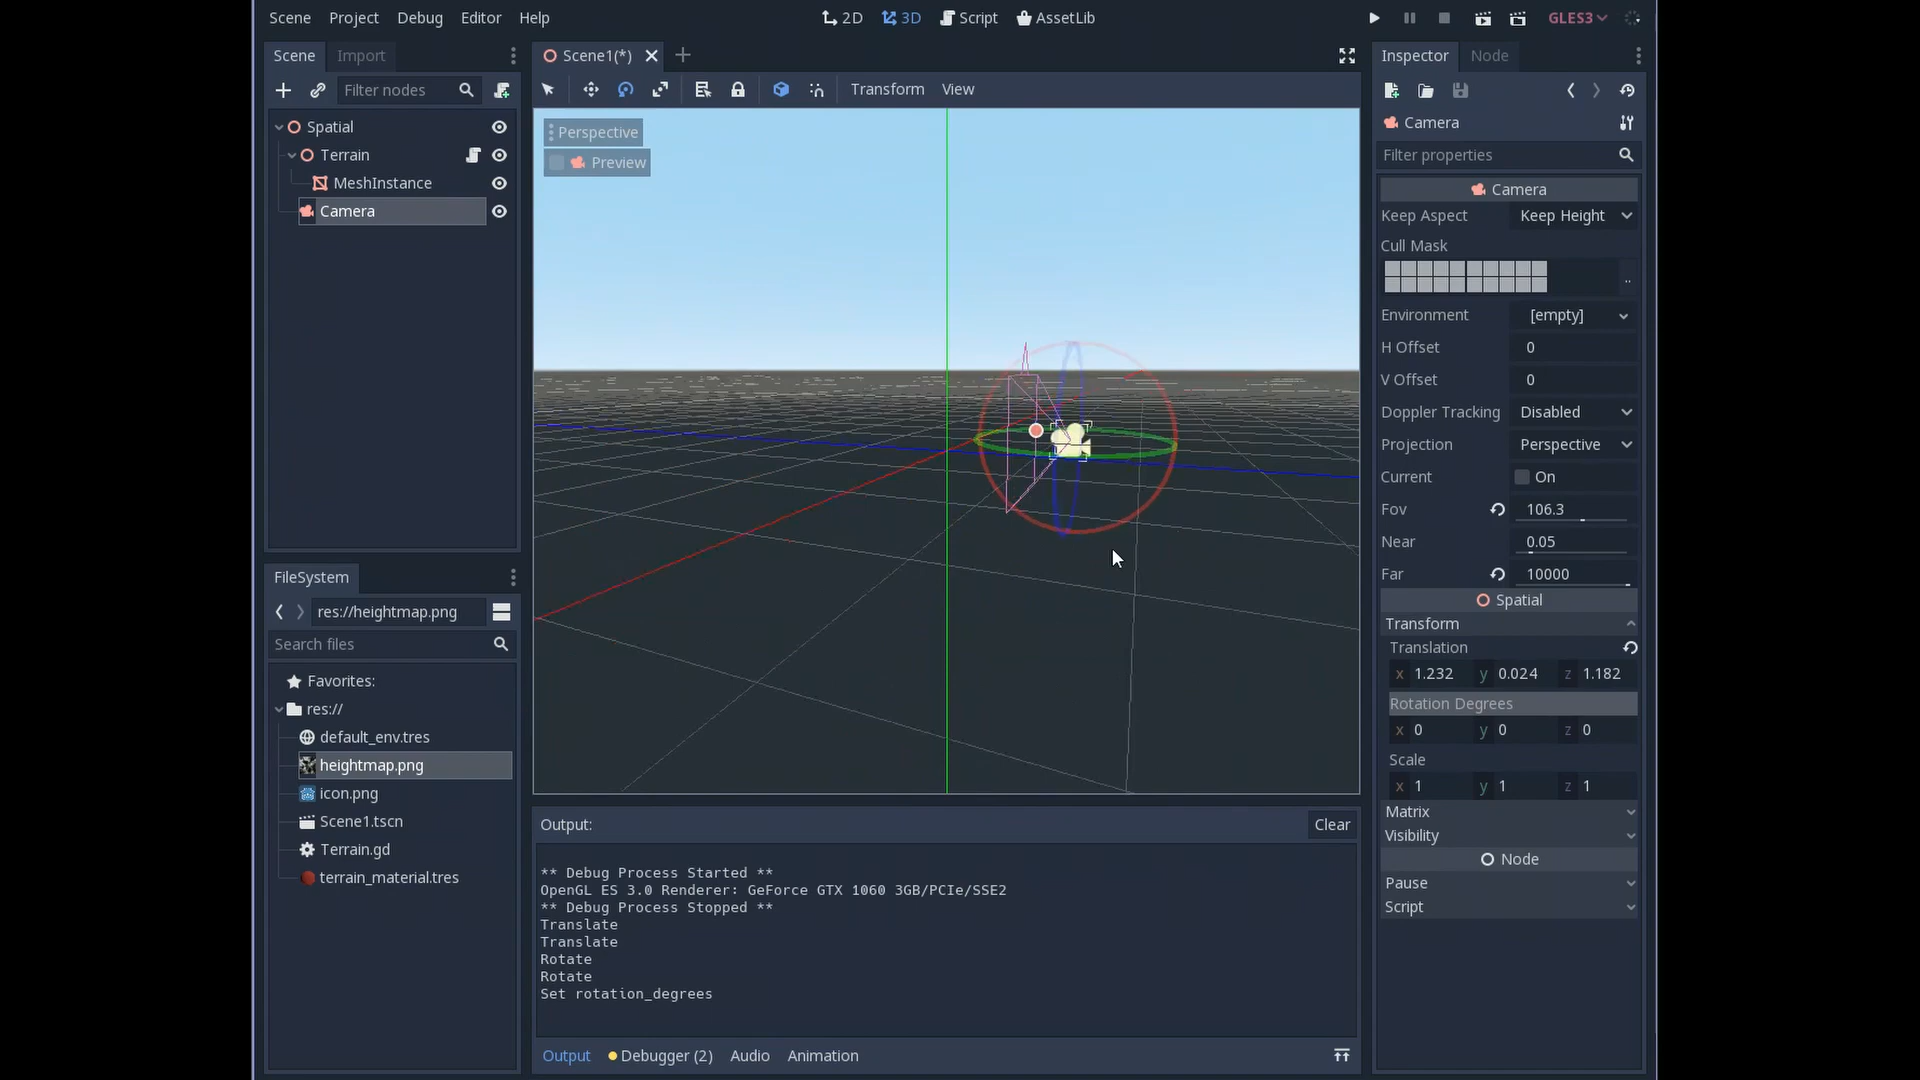 Scene Project Debug Editor Help
2D 3D Script AssetLib
GLES3
Scene Import
Filter nodes
Spatial
Terrain
MeshInstance
Camera
FileSystem
res://heightmap.png
Search files
Favorites:
res://
default_env.tres
heightmap.png
icon.png
Scene1.tscn
Terrain.gd
terrain_material.tres
Scene1(*)
Transform View
Perspective
Preview
Output:
Clear
** Debug Process Started **
OpenGL ES 3.0 Renderer: GeForce GTX 1060 3GB/PCIe/SSE2
** Debug Process Stopped **
Translate
Translate
Rotate
Rotate
Set rotation_degrees
Output Debugger (2) Audio Animation
Inspector Node
Camera
Filter properties
Camera
Keep Aspect Keep Height
Cull Mask
..
Environment [empty]
H Offset 0
V Offset 0
Doppler Tracking Disabled
Projection Perspective
Current On
Fov 106.3
Near 0.05
Far 10000
Spatial
Transform
Translation
x 1.232 y 0.024 z 1.182
Rotation Degrees
x 0 y 0 z 0
Scale
x 1 y 1 z 1
Matrix
Visibility
Node
Pause
Script